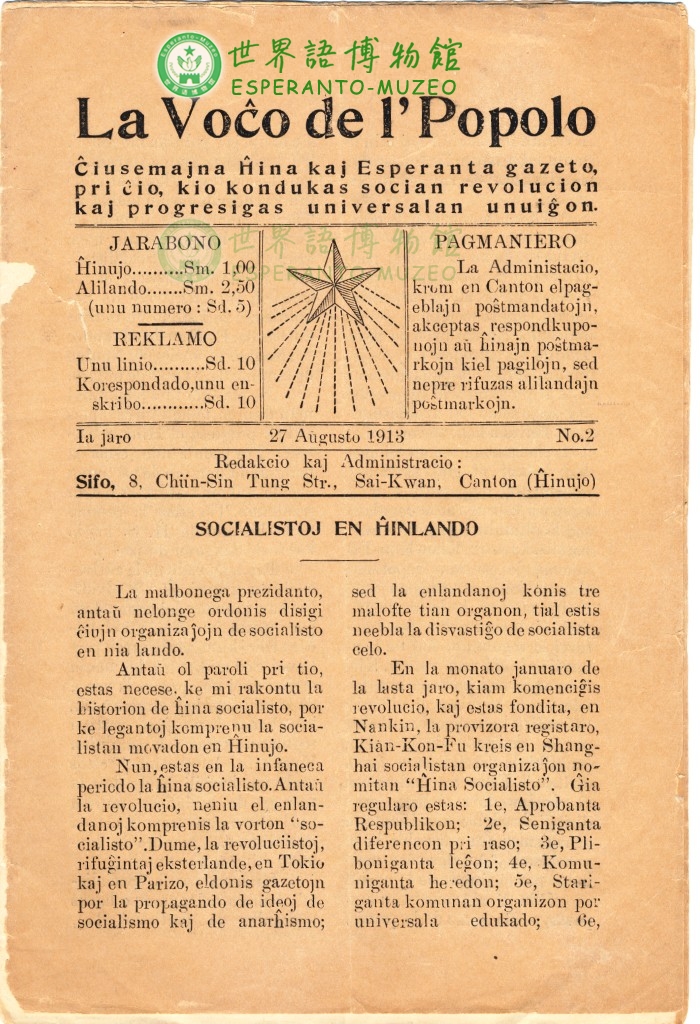 世界語博物館
ESPERANTO-MUZEO
La Voĉo de l'Popolo
Ĉiusemajna Ĥina kaj Esperanta gazeto,
pri ĉio, kio kondukas socian revolucion
kaj progresigas universalan unuiĝon.
世界語博物館
ESPERANTO-MUZEO
JARABONO
Ĥinujo..........Sm. 1,00
Alilando.......Sm. 2,50
(unu numero : Sd. 5)
REKLAMO
Unu linio..........Sd. 10
Korespondado,unu en-
skribo............Sd. 10
PAGMANIERO
La Administacio,
krom en Canton elpag-
eblajn poŝtmandatojn,
akceptas respondkupo-
nojn aŭ ĥinajn poŝtma-
rkojn kiel pagilojn, sed
nepre rifuzas alilandajn
poŝtmarkojn.
Ia jaro 27 Aŭgusto 1913 No.2
Redakcio kaj Administracio :
Sifo, 8, Chiin-Sin Tung Str., Sai-Kwan, Canton (Ĥinujo)
SOCIALISTOJ EN ĤINLANDO
La malbonega prezidanto,
antaŭ nelonge ordonis disigi
ĉiujn organizaĵojn de socialisto
en nia lando.
Antaŭ ol paroli pri tio,
estas necese, ke mi rakontu la
historion de ĥina socialisto, por
ke legantoj komprenu la socia-
listan movadon en Ĥinujo.
Nun, estas en la infaneca
periodo la ĥina socialisto. Antaŭ
la revolucio, neniu el enlan-
danoj komprenis la vorton "so-
cialisto". Dume, la revoluciistoj,
rifuĝintaj eksterlande, en Tokio
kaj en Parizo, eldonis gazetojn
por la propagando de ideoj de
socialismo kaj de anarĥismo;
sed la enlandanoj konis tre
malofte tian organon, tial estis
neebla la disvastiĝo de socialista
celo.
En la monato januaro de
la lasta jaro, kiam komenciĝis
revolucio, kaj estas fondita, en
Nankin, la provizora registaro,
Kian-Kon-Fu kreis en Shang-
hai socialistan organizaĵon no-
mitan "Ĥina Socialisto". Ĝia
regularo estas: 1e, Aprobanta
Respublikon; 2e, Seniganta
diferencon pri raso; 3e, Pli-
boniganta leĝon; 4e, Komu-
niganta heredon; 5e, Stari-
ganta komunan organizon por
universala edukado; 6e,